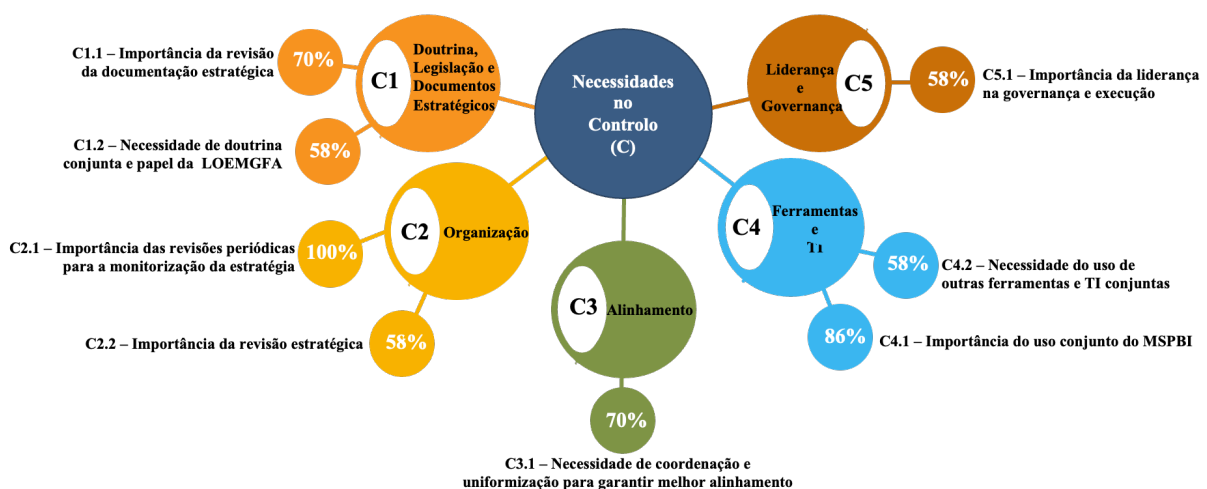 Necessidades
no
Controlo
(C)
C1
Doutrina,
Legislação e
Documentos
Estratégicos
70%
C1.1 – Importância da revisão
da documentação estratégica
58%
C1.2 – Necessidade de doutrina
conjunta e papel da LOEMGFA
C2
Organização
100%
C2.1 – Importância das revisões periódicas
para a monitorização da estratégia
58%
C2.2 – Importância da revisão estratégica
C3
Alinhamento
70%
C3.1 – Necessidade de coordenação e
uniformização para garantir melhor alinhamento
C4
Ferramentas
e
TI
58%
C4.2 – Necessidade do uso de
outras ferramentas e TI conjuntas
86%
C4.1 – Importância do uso conjunto do MSPBI
Liderança
e
Governança
C5
58%
C5.1 – Importância da liderança
na governança e execução